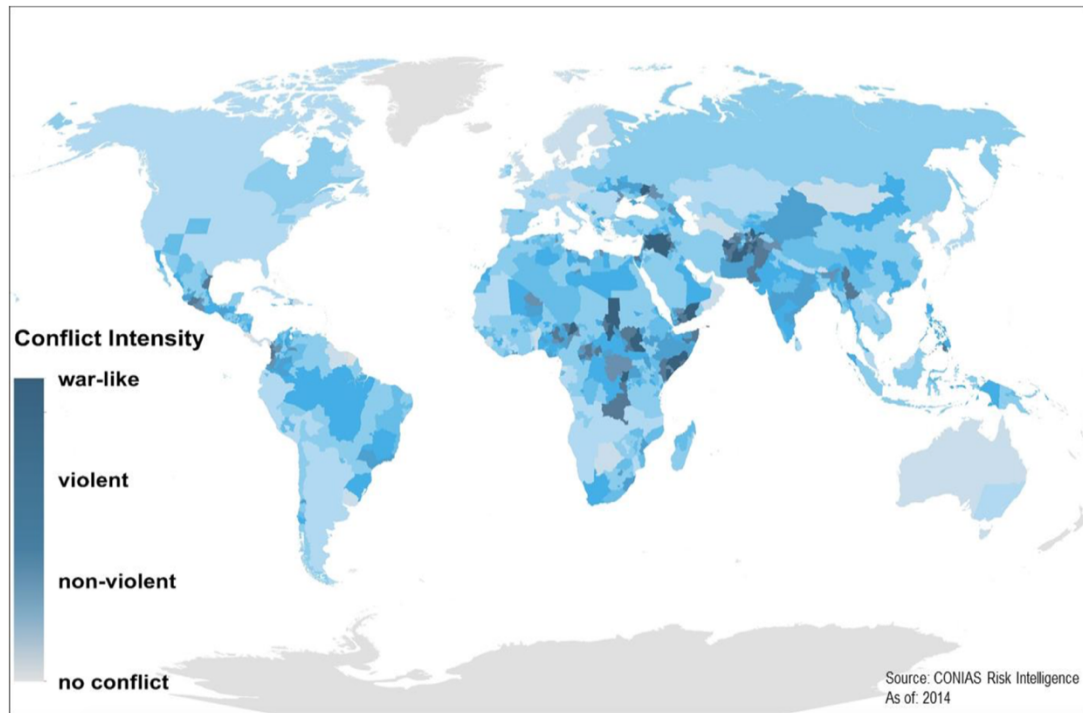 Conflict Intensity
war-like
violent
non-violent
no conflict
Source: CONIAS Risk Intelligence
As of: 2014